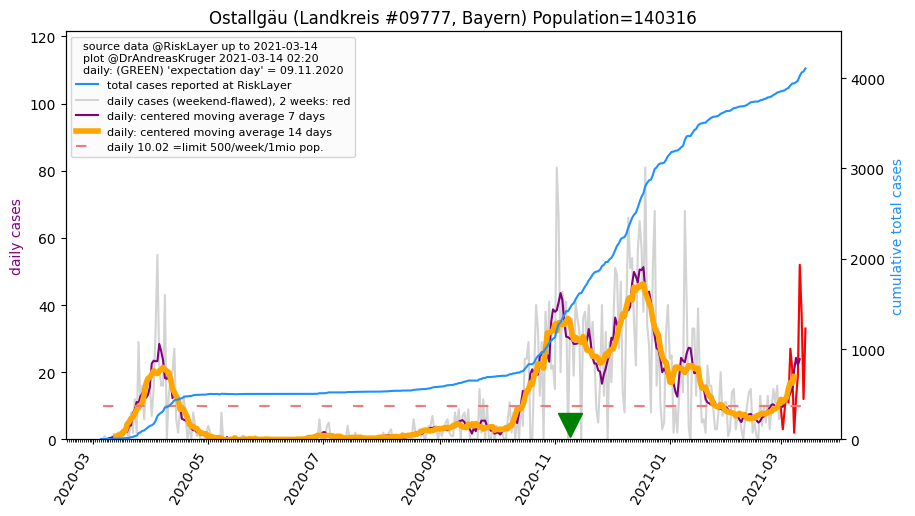 Ostallgäu (Landkreis #09777, Bayern) Population=140316
source data @RiskLayer up to 2021-03-14
plot @DrAndreasKruger 2021-03-14 02:20
daily: (GREEN) 'expectation day' = 09.11.2020
total cases reported at RiskLayer
daily cases (weekend-flawed), 2 weeks: red
daily: centered moving average 7 days
daily: centered moving average 14 days
daily 10.02 =limit 500/week/1mio pop.
daily cases
120
100
80
60
40
20
0
cumulative total cases
4000
3000
2000
1000
0
2020-03
2020-05
2020-07
2020-09
2020-11
2021-01
2021-03